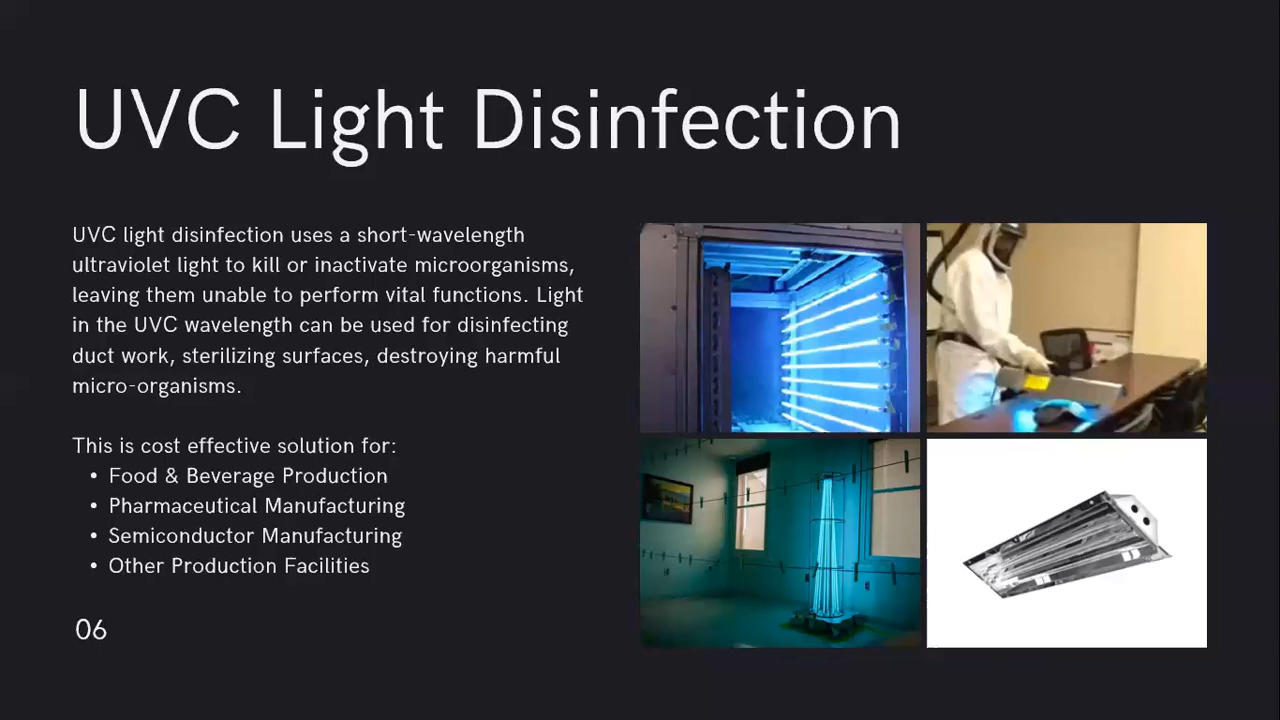 UVC Light Disinfection
UVC light disinfection uses a short-wavelength
ultraviolet light to kill or inactivate microorganisms,
leaving them unable to perform vital functions. Light
in the UVC wavelength can be used for disinfecting
duct work, sterilizing surfaces, destroying harmful
micro-organisms.
This is cost effective solution for:
• Food & Beverage Production
• Pharmaceutical Manufacturing
• Semiconductor Manufacturing
• Other Production Facilities
06